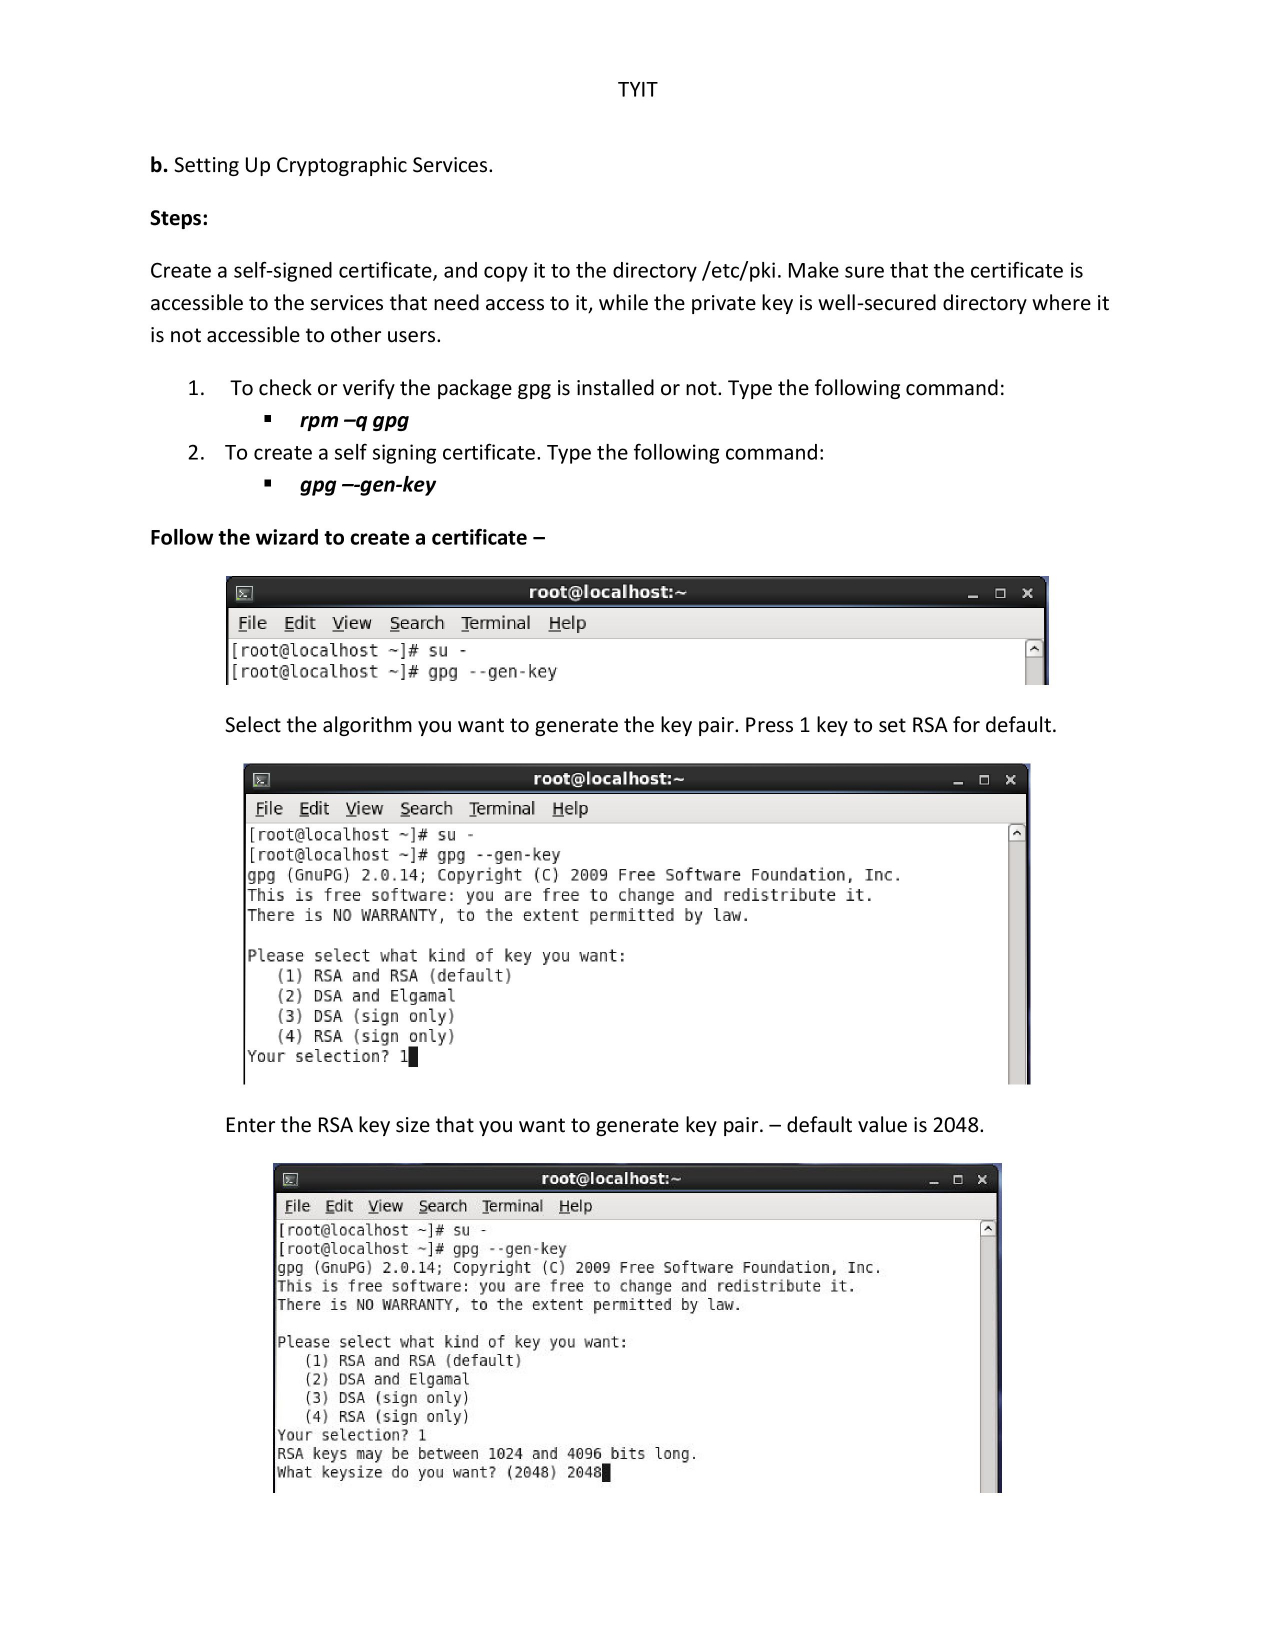 TYIT
b. Setting Up Cryptographic Services.
Steps:
Create a self-signed certificate, and copy it to the directory /etc/pki. Make sure that the certificate is
accessible to the services that need access to it, while the private key is well-secured directory where it
is not accessible to other users.
1. To check or verify the package gpg is installed or not. Type the following command:
▪ rpm –q gpg
2. To create a self signing certificate. Type the following command:
▪ gpg –-gen-key
Follow the wizard to create a certificate –
root@localhost:~
File Edit View Search Terminal Help
[root@localhost ~]# su -
[root@localhost ~]# gpg --gen-key
Select the algorithm you want to generate the key pair. Press 1 key to set RSA for default.
root@localhost:~
File Edit View Search Terminal Help
[root@localhost ~]# su -
[root@localhost ~]# gpg --gen-key
gpg (GnuPG) 2.0.14; Copyright (C) 2009 Free Software Foundation, Inc.
This is free software: you are free to change and redistribute it.
There is NO WARRANTY, to the extent permitted by law.
Please select what kind of key you want:
(1) RSA and RSA (default)
(2) DSA and Elgamal
(3) DSA (sign only)
(4) RSA (sign only)
Your selection? 1
Enter the RSA key size that you want to generate key pair. – default value is 2048.
root@localhost:~
File Edit View Search Terminal Help
[root@localhost ~]# su -
[root@localhost ~]# gpg --gen-key
gpg (GnuPG) 2.0.14; Copyright (C) 2009 Free Software Foundation, Inc.
This is free software: you are free to change and redistribute it.
There is NO WARRANTY, to the extent permitted by law.
Please select what kind of key you want:
(1) RSA and RSA (default)
(2) DSA and Elgamal
(3) DSA (sign only)
(4) RSA (sign only)
Your selection? 1
RSA keys may be between 1024 and 4096 bits long.
What keysize do you want? (2048) 2048